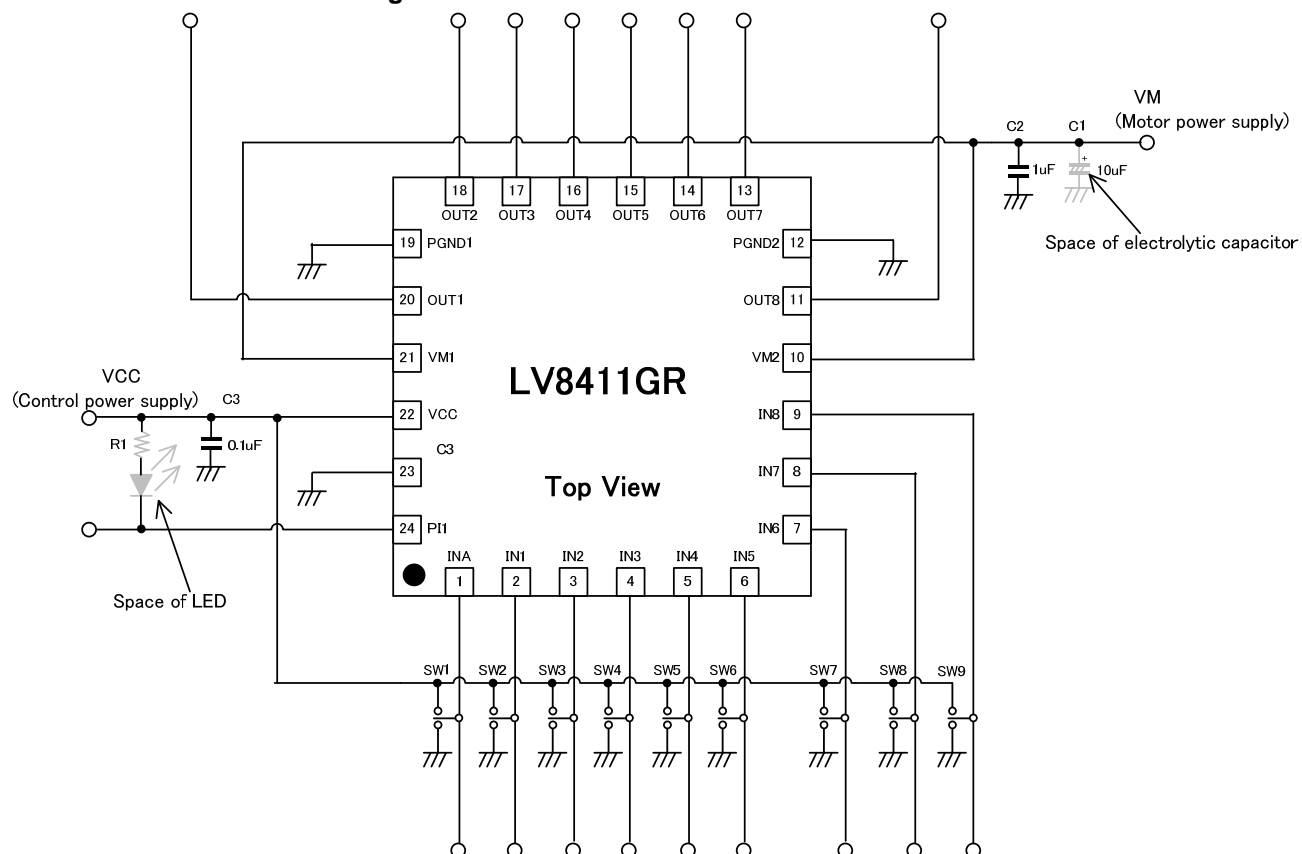 g
VM
(Motor power supply)
C2
C1
+
1uF
10uF
Space of electrolytic capacitor
18 17 16 15 14 13
OUT2 OUT3 OUT4 OUT5 OUT6 OUT7
19 PGND1
PGND2 12
20 OUT1
OUT8 11
21 VM1
VM2 10
LV8411GR
VCC
(Control power supply)
C3
22 VCC
IN8 9
R1
0.1uF
C3
23
IN7 8
Top View
24 PI1
IN6 7
INA IN1 IN2 IN3 IN4 IN5
1 2 3 4 5 6
Space of LED
SW1 SW2 SW3 SW4 SW5 SW6 SW7 SW8 SW9